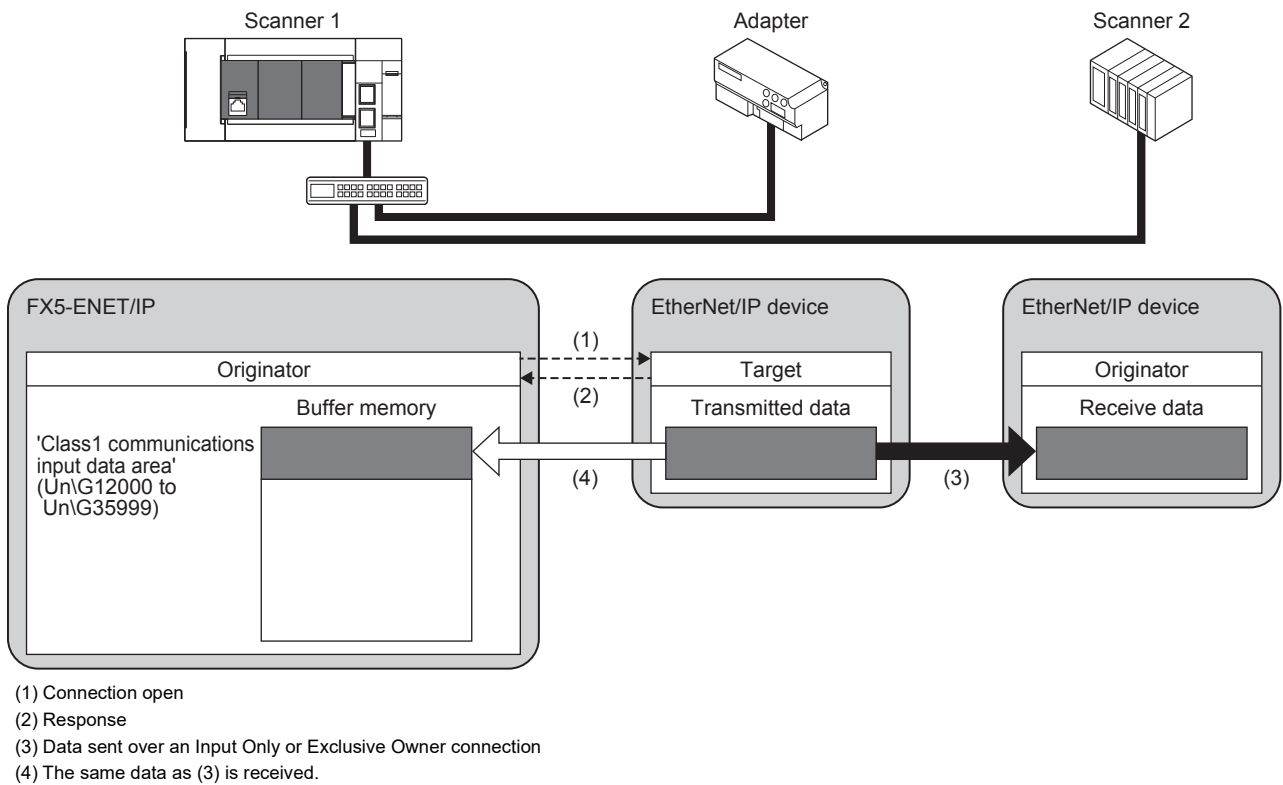 Scanner 1
Adapter
Scanner 2
FX5-ENET/IP
EtherNet/IP device
EtherNet/IP device
(1)
(2)
Originator
Target
Originator
Buffer memory
Transmitted data
Receive data
'Class1 communications
input data area'
(Un\G12000 to
Un\G35999)
(4)
(3)
(1) Connection open
(2) Response
(3) Data sent over an Input Only or Exclusive Owner connection
(4) The same data as (3) is received.